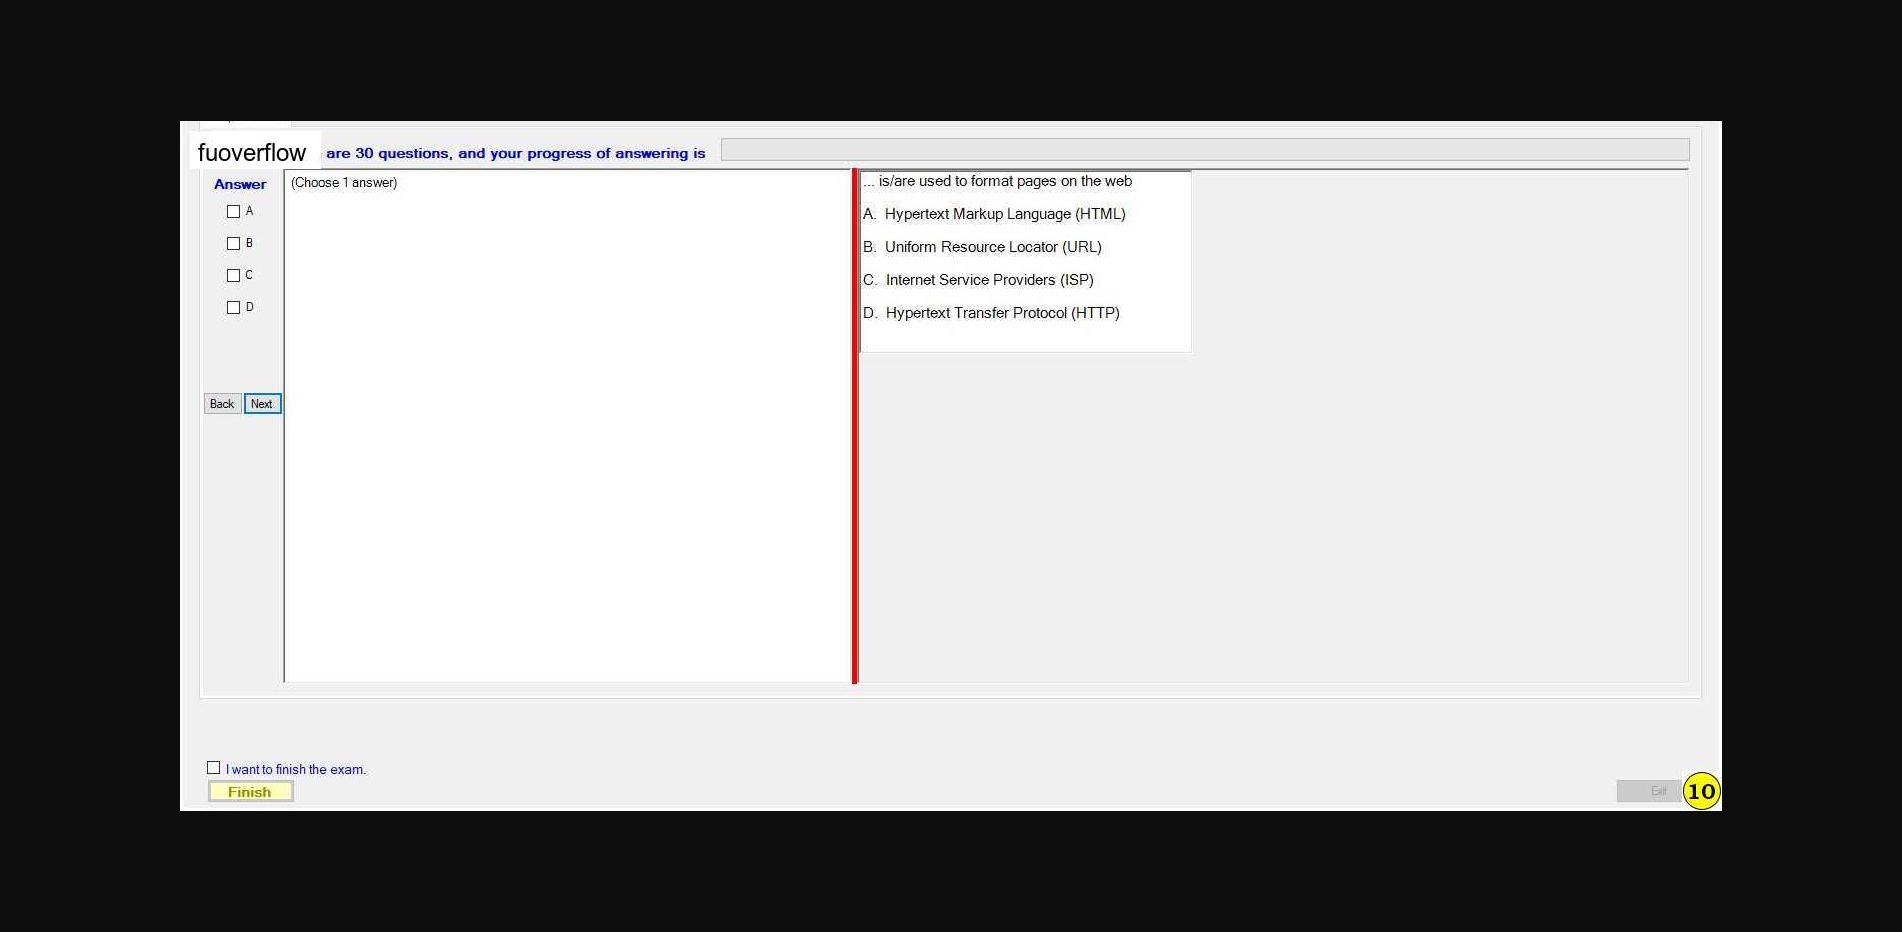 fuoverflow are 30 questions, and your progress of answering is
Answer
A
B
C
D
Back Next
(Choose 1 answer)
... is/are used to format pages on the web
A. Hypertext Markup Language (HTML)
B. Uniform Resource Locator (URL)
C. Internet Service Providers (ISP)
D. Hypertext Transfer Protocol (HTTP)
I want to finish the exam.
Finish
Exit
10